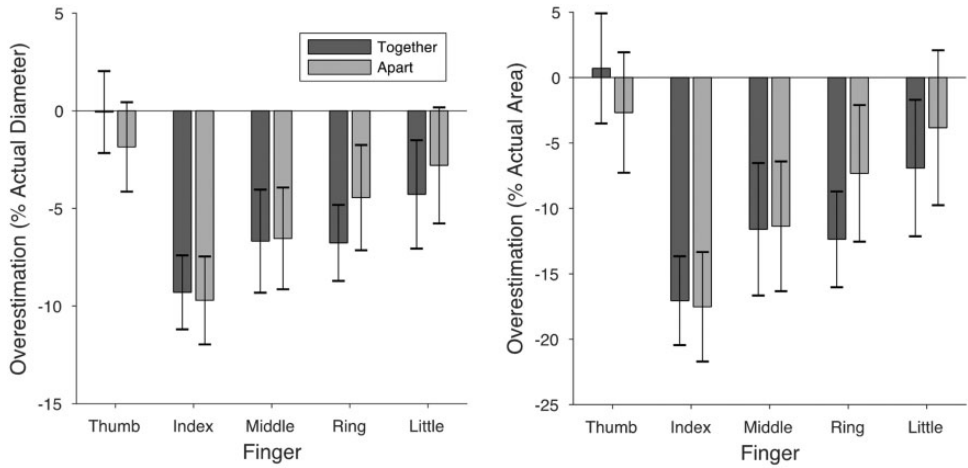 Overestimation (% Actual Diameter)
5
0
-5
-10
-15
Together
Apart
Thumb Index Middle Ring Little
Finger
Overestimation (% Actual Area)
5
0
-5
-10
-15
-20
-25
Thumb Index Middle Ring Little
Finger